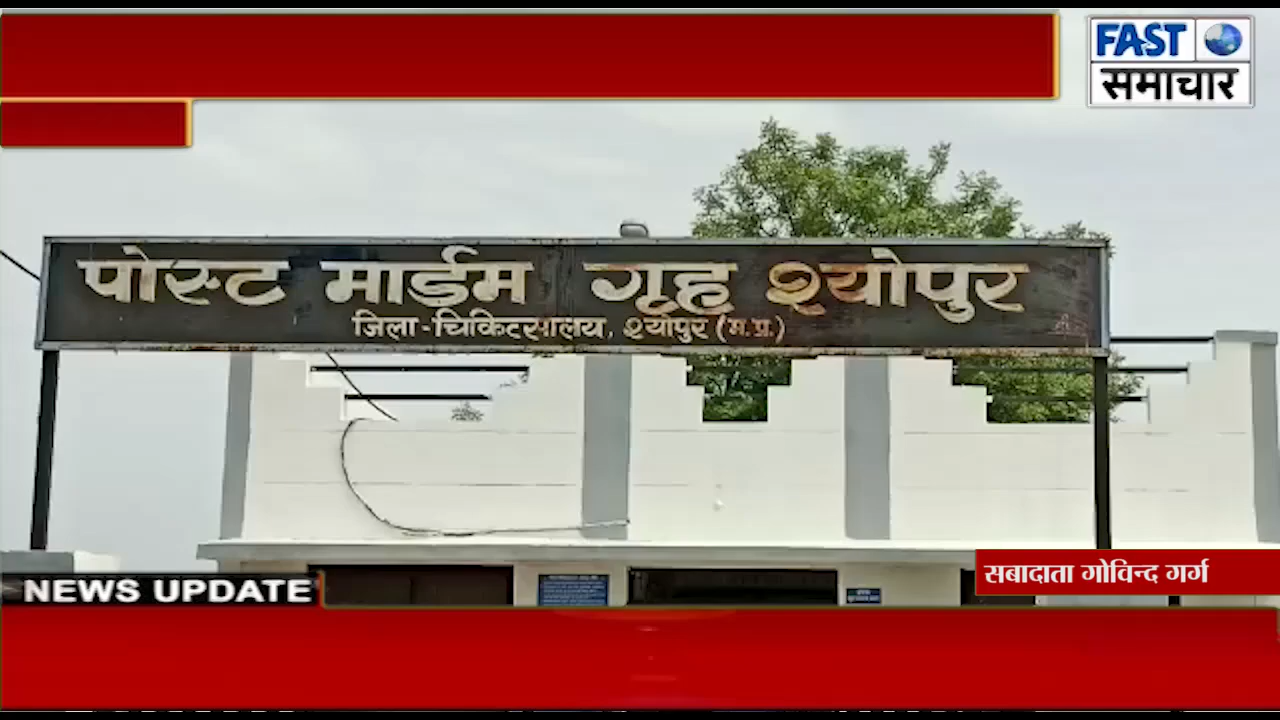 FAST
समाचार
पोस्ट मार्डम गृह श्योपुर
जिला-चिकित्सालय, श्योपुर (म.प्र.)
NEWS UPDATE
सबादाता गोविन्द गर्ग